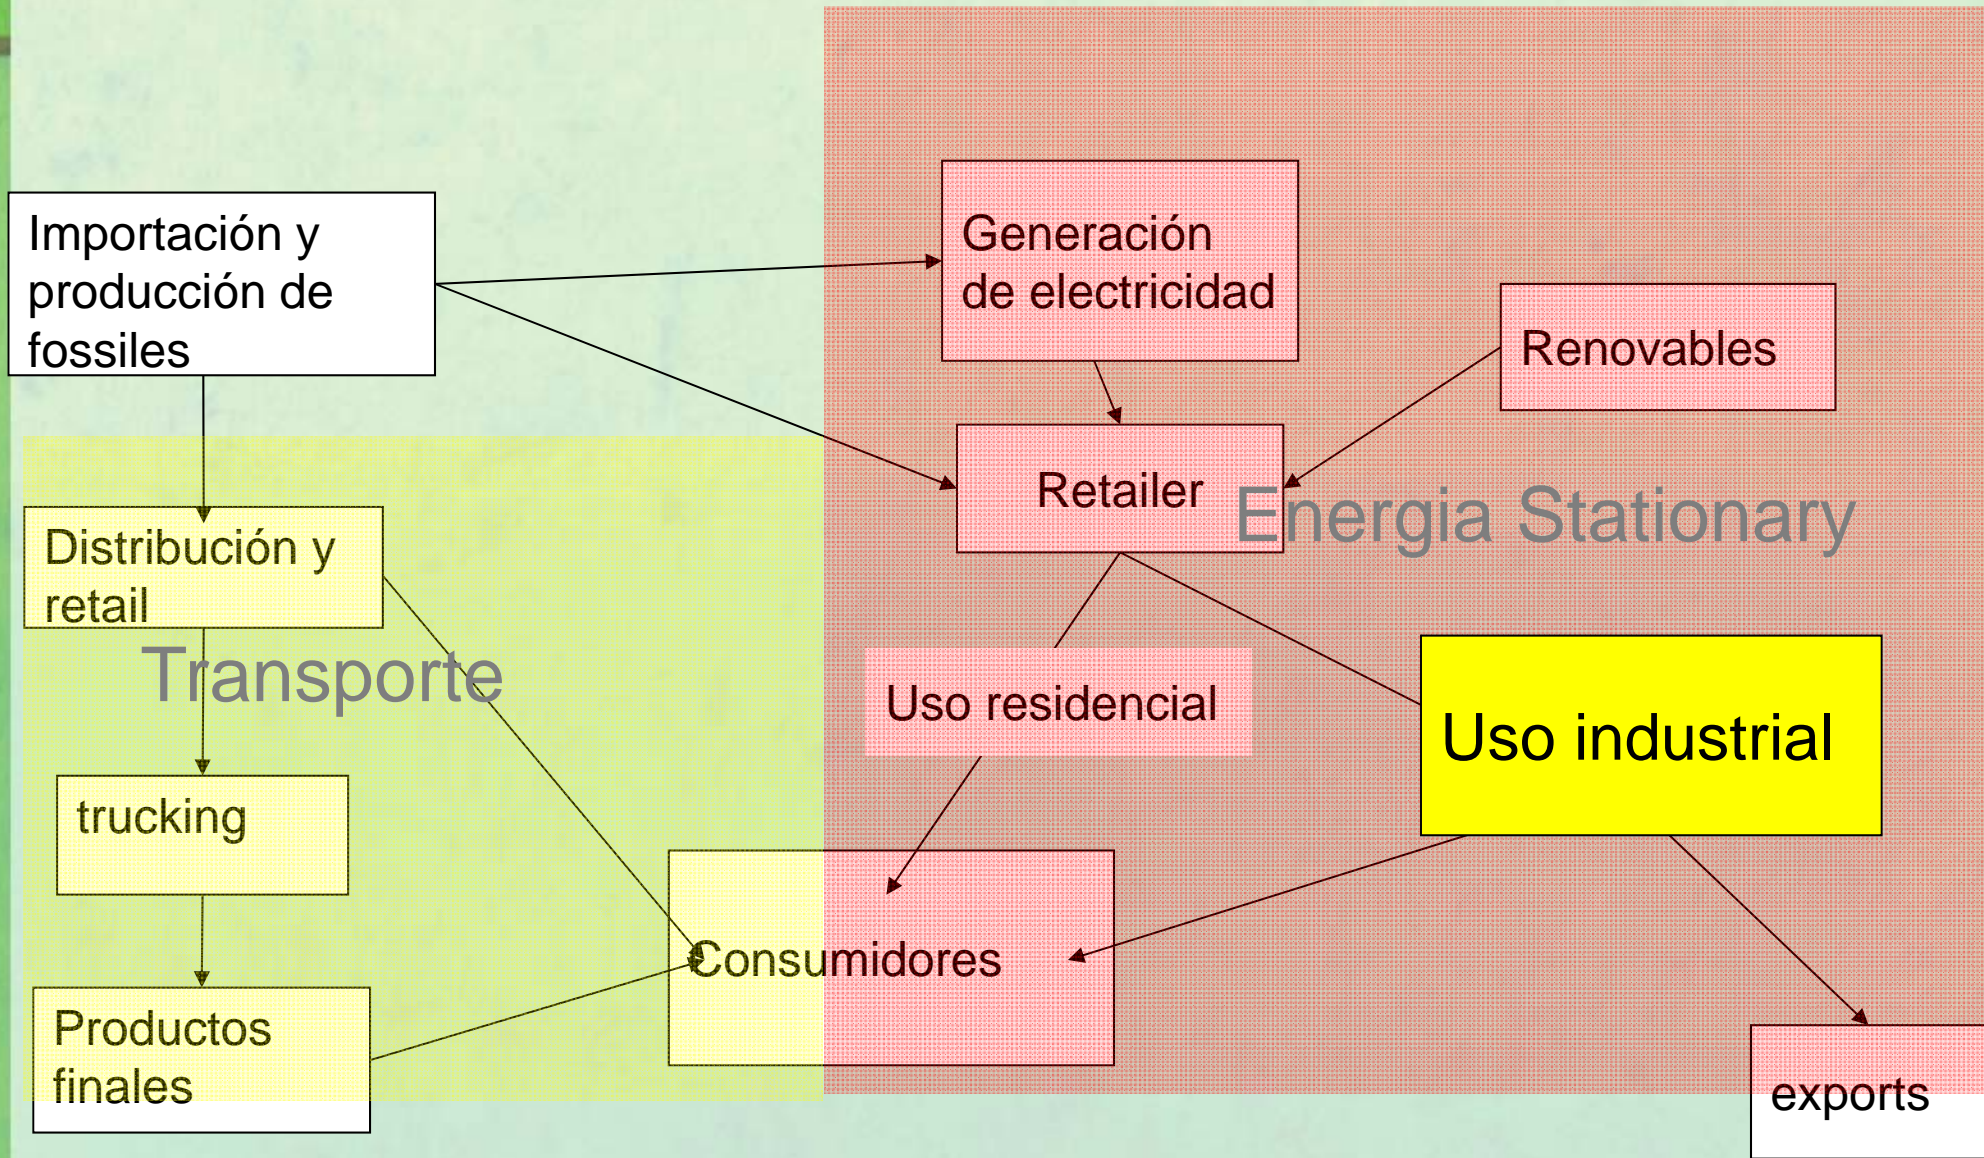 Importación y
producción de
fossiles
Generación
de electricidad
Renovables
Retailer
Energia Stationary
Distribución y
retail
Transporte
Uso residencial
Uso industrial
trucking
Consumidores
Productos
finales
exports